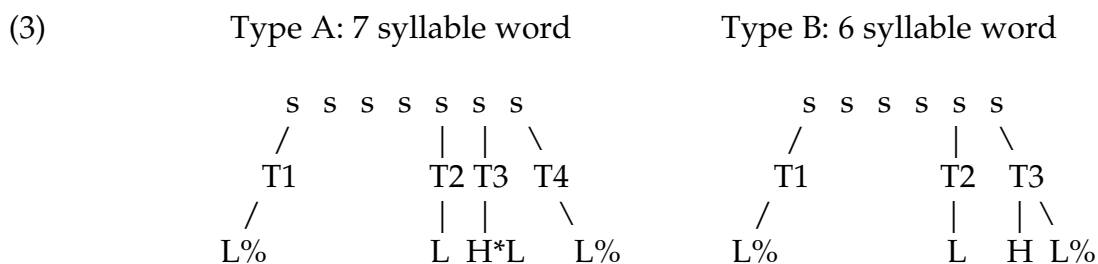 (3) Type A: 7 syllable word Type B: 6 syllable word
s s s s s s s s s s s s s
/ | | \ / | \
T1 T2 T3 T4 T1 T2 T3
/ | | \ / | | \
L% L H*L L% L% L H L%